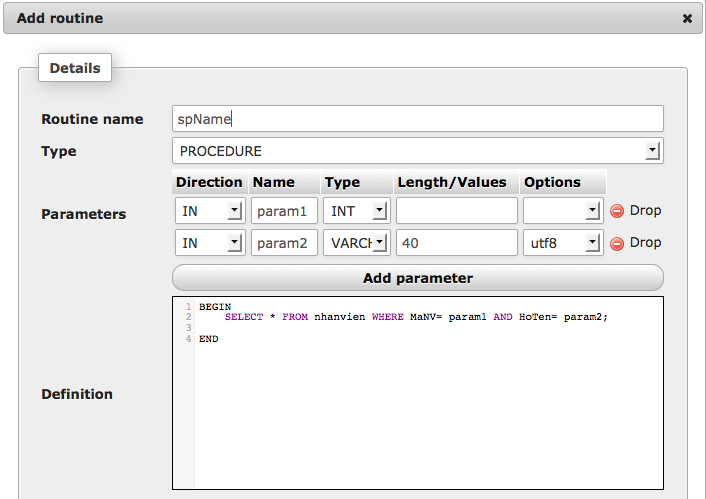 Add routine
Details
Routine name spName
Type PROCEDURE
Direction Name Type Length/Values Options
Parameters
IN param1 INT Drop
IN param2 VARCH 40 utf8 Drop
Add parameter
Definition
1 BEGIN
2 SELECT * FROM nhanvien WHERE MaNV= param1 AND HoTen= param2;
3
4 END